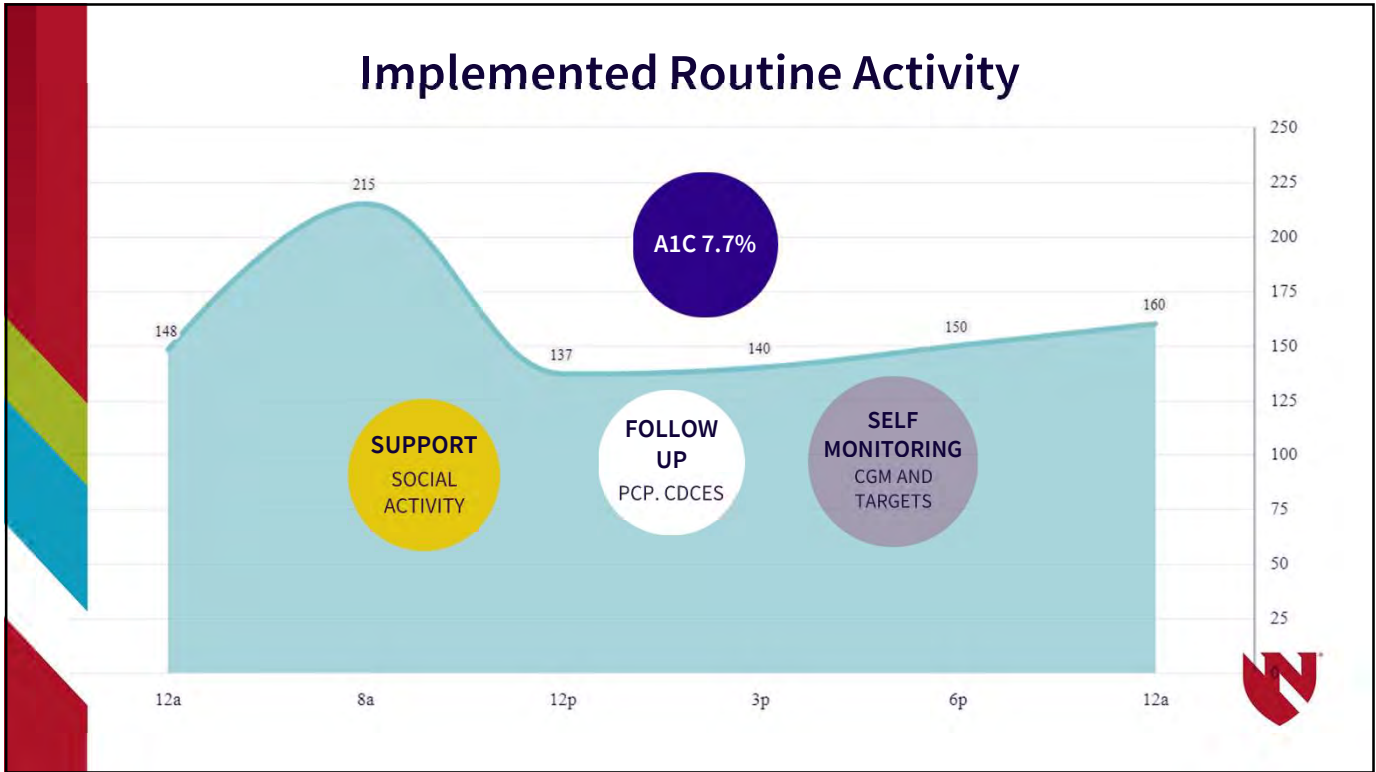 Implemented Routine Activity
250
225
200
175
150
125
100
75
50
25
0
148
215
137
140
150
160
A1C 7.7%
SUPPORT
SOCIAL
ACTIVITY
FOLLOW
UP
PCP. CDCES
SELF
MONITORING
CGM AND
TARGETS
12a
8a
12p
3p
6p
12a
N